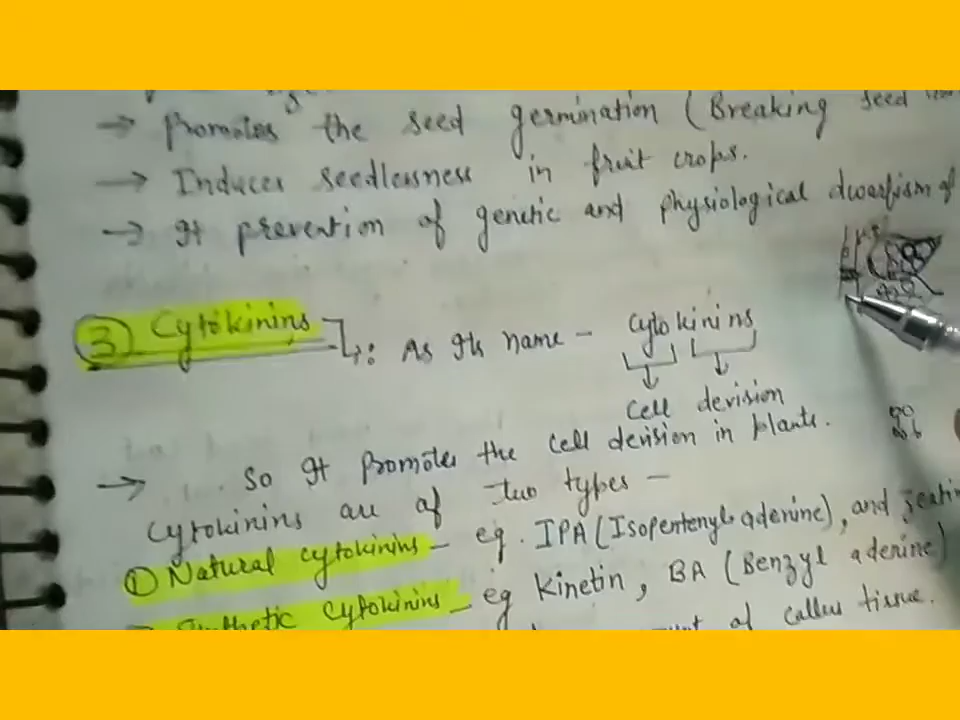 → Promotes the seed germination (Breaking seed
→ Induces seedlessness in fruit crops.
→ It prevention of genetic and physiological dwarfism of
③ Cytokinins : As Its name - Cytokinins
Cell devision
→ So It promotes the cell devision in plants.
Cytokinins are of two types -
① Natural cytokinins - eg. IPA (Isopentenyl adenine), and
Synthetic Cytokinins - eg Kinetin, BA (Benzyl adenine)
of callus tissue.